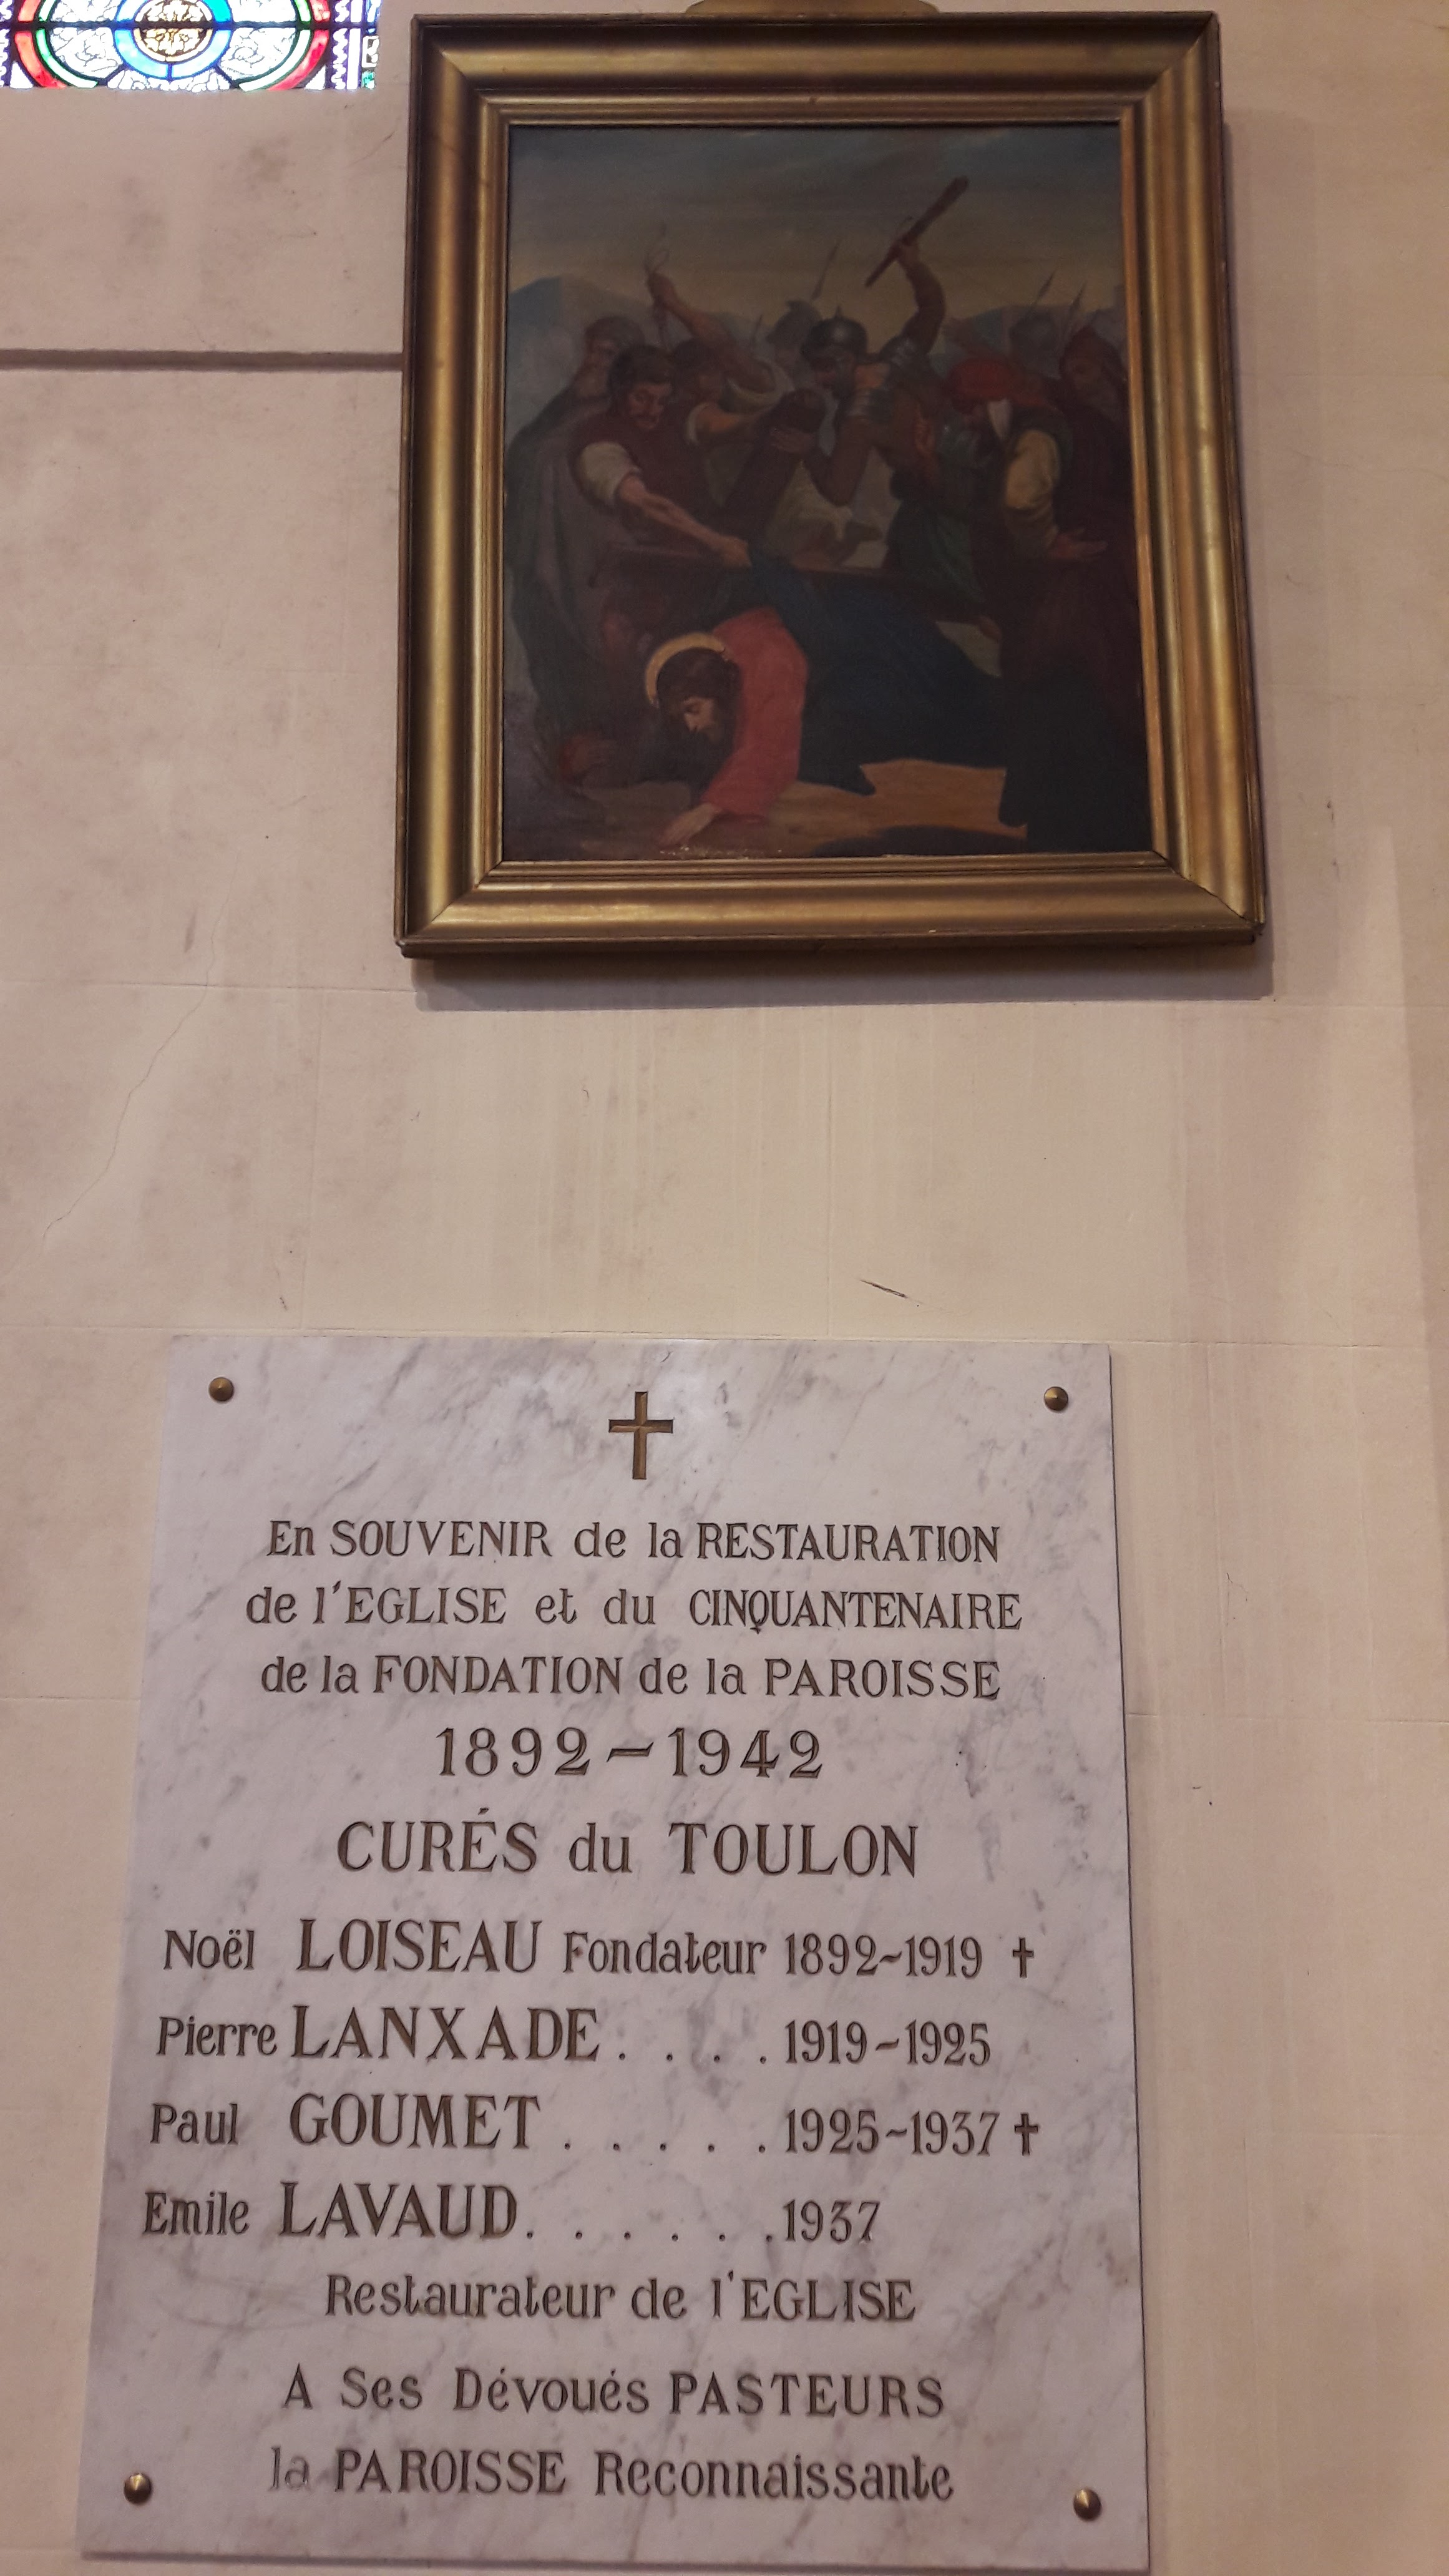 En SOUVENIR de la RESTAURATION
de l'EGLISE et du CINQUANTENAIRE
de la FONDATION de la PAROISSE
1892-1942
CURÉS du TOULON
Noël LOISEAU Fondateur 1892-1919 ✝
Pierre LANXADE . . . . 1919-1925
Paul GOUMET . . . . . 1925-1937 ✝
Emile LAVAUD . . . . . . 1937
Restaurateur de l'EGLISE
A Ses Dévoués PASTEURS
la PAROISSE Reconnaissante